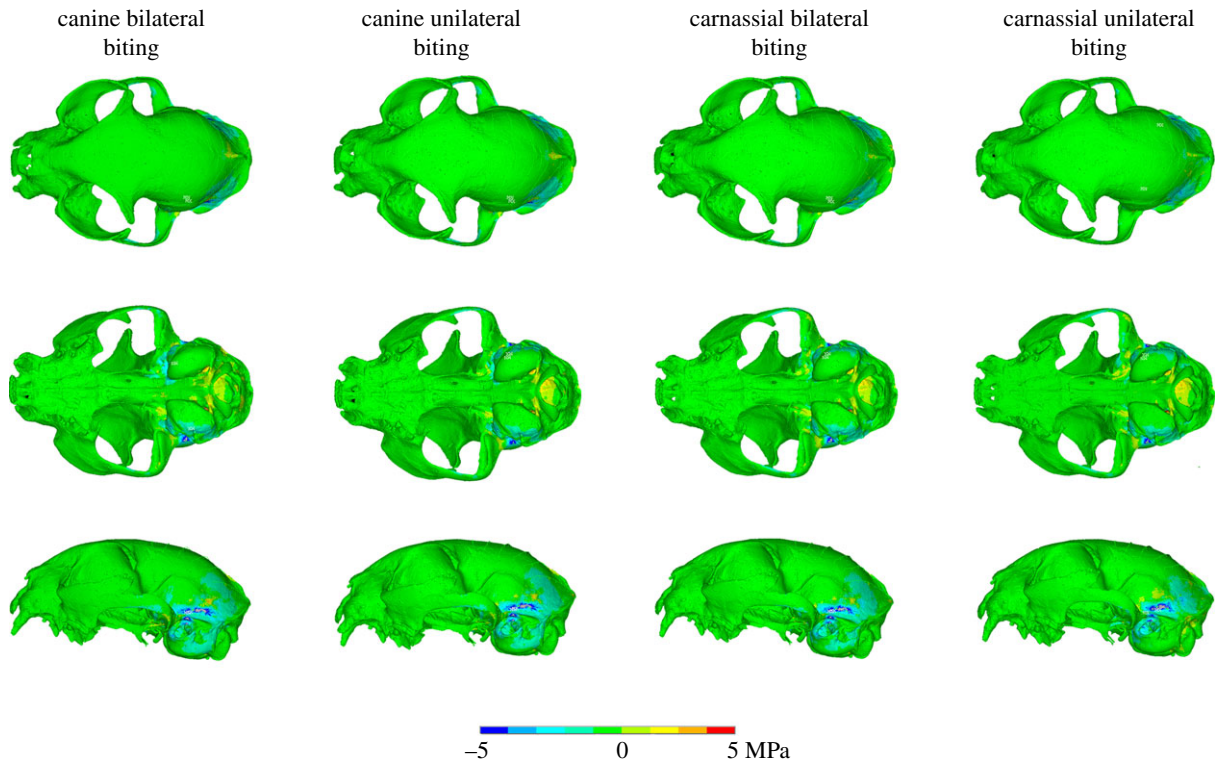 canine bilateral
biting
canine unilateral
biting
carnassial bilateral
biting
carnassial unilateral
biting
–5 0 5 MPa